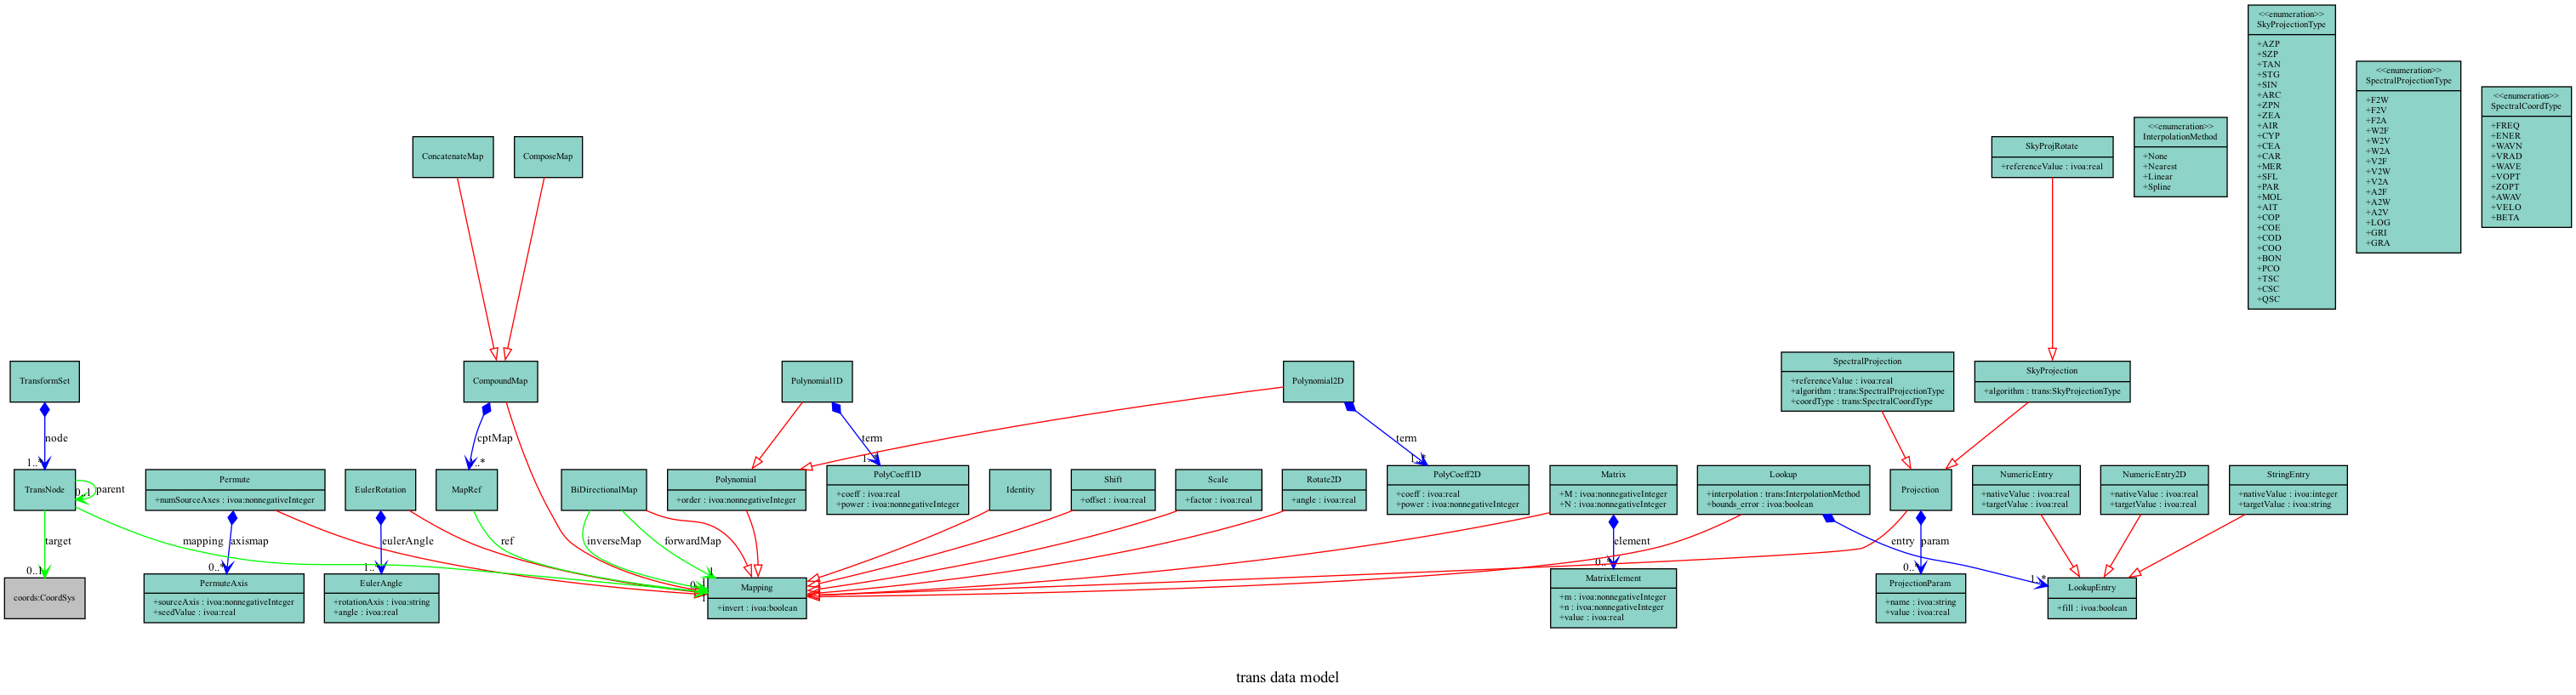 <<enumeration>>
SkyProjectionType
+AZP
+SZP
+TAN
+STG
+SIN
+ARC
+ZPN
+ZEA
+AIR
+CYP
+CEA
+CAR
+MER
+SFL
+PAR
+MOL
+AIT
+COP
+COE
+COD
+COO
+BON
+PCO
+TSC
+CSC
+QSC
<<enumeration>>
SpectralProjectionType
+F2W
+F2V
+F2A
+W2F
+W2V
+W2A
+V2F
+V2W
+V2A
+A2F
+A2W
+A2V
+LOG
+GRI
+GRA
<<enumeration>>
SpectralCoordType
+FREQ
+ENER
+WAVN
+VRAD
+WAVE
+VOPT
+ZOPT
+AWAV
+VELO
+BETA
<<enumeration>>
InterpolationMethod
+None
+Nearest
+Linear
+Spline
ConcatenateMap
ComposeMap
SkyProjRotate
+referenceValue : ivoa:real
TransformSet
CompoundMap
Polynomial1D
Polynomial2D
SpectralProjection
+referenceValue : ivoa:real
+algorithm : trans:SpectralProjectionType
+coordType : trans:SpectralCoordType
SkyProjection
+algorithm : trans:SkyProjectionType
node
1..*
cptMap
term
term
TransNode
parent
0..1
Permute
+numSourceAxes : ivoa:nonnegativeInteger
EulerRotation
MapRef
BiDirectionalMap
Polynomial
+order : ivoa:nonnegativeInteger
PolyCoeff1D
+coeff : ivoa:real
+power : ivoa:nonnegativeInteger
Identity
Shift
+offset : ivoa:real
Scale
+factor : ivoa:real
Rotate2D
+angle : ivoa:real
PolyCoeff2D
+coeff : ivoa:real
+power : ivoa:nonnegativeInteger
Matrix
+M : ivoa:nonnegativeInteger
+N : ivoa:nonnegativeInteger
Lookup
+interpolation : trans:InterpolationMethod
+bounds_error : ivoa:boolean
Projection
NumericEntry
+nativeValue : ivoa:real
+targetValue : ivoa:real
NumericEntry2D
+nativeValue : ivoa:real
+targetValue : ivoa:real
StringEntry
+nativeValue : ivoa:integer
+targetValue : ivoa:string
target
0..1
mapping
axismap
0..*
eulerAngle
1..*
ref
inverseMap
forwardMap
element
0..*
entry
1..*
param
0..*
coords:CoordSys
PermuteAxis
+sourceAxis : ivoa:nonnegativeInteger
+seedValue : ivoa:real
EulerAngle
+rotationAxis : ivoa:string
+angle : ivoa:real
Mapping
+invert : ivoa:boolean
MatrixElement
+m : ivoa:nonnegativeInteger
+n : ivoa:nonnegativeInteger
+value : ivoa:real
ProjectionParam
+name : ivoa:string
+value : ivoa:real
LookupEntry
+fill : ivoa:boolean
trans data model